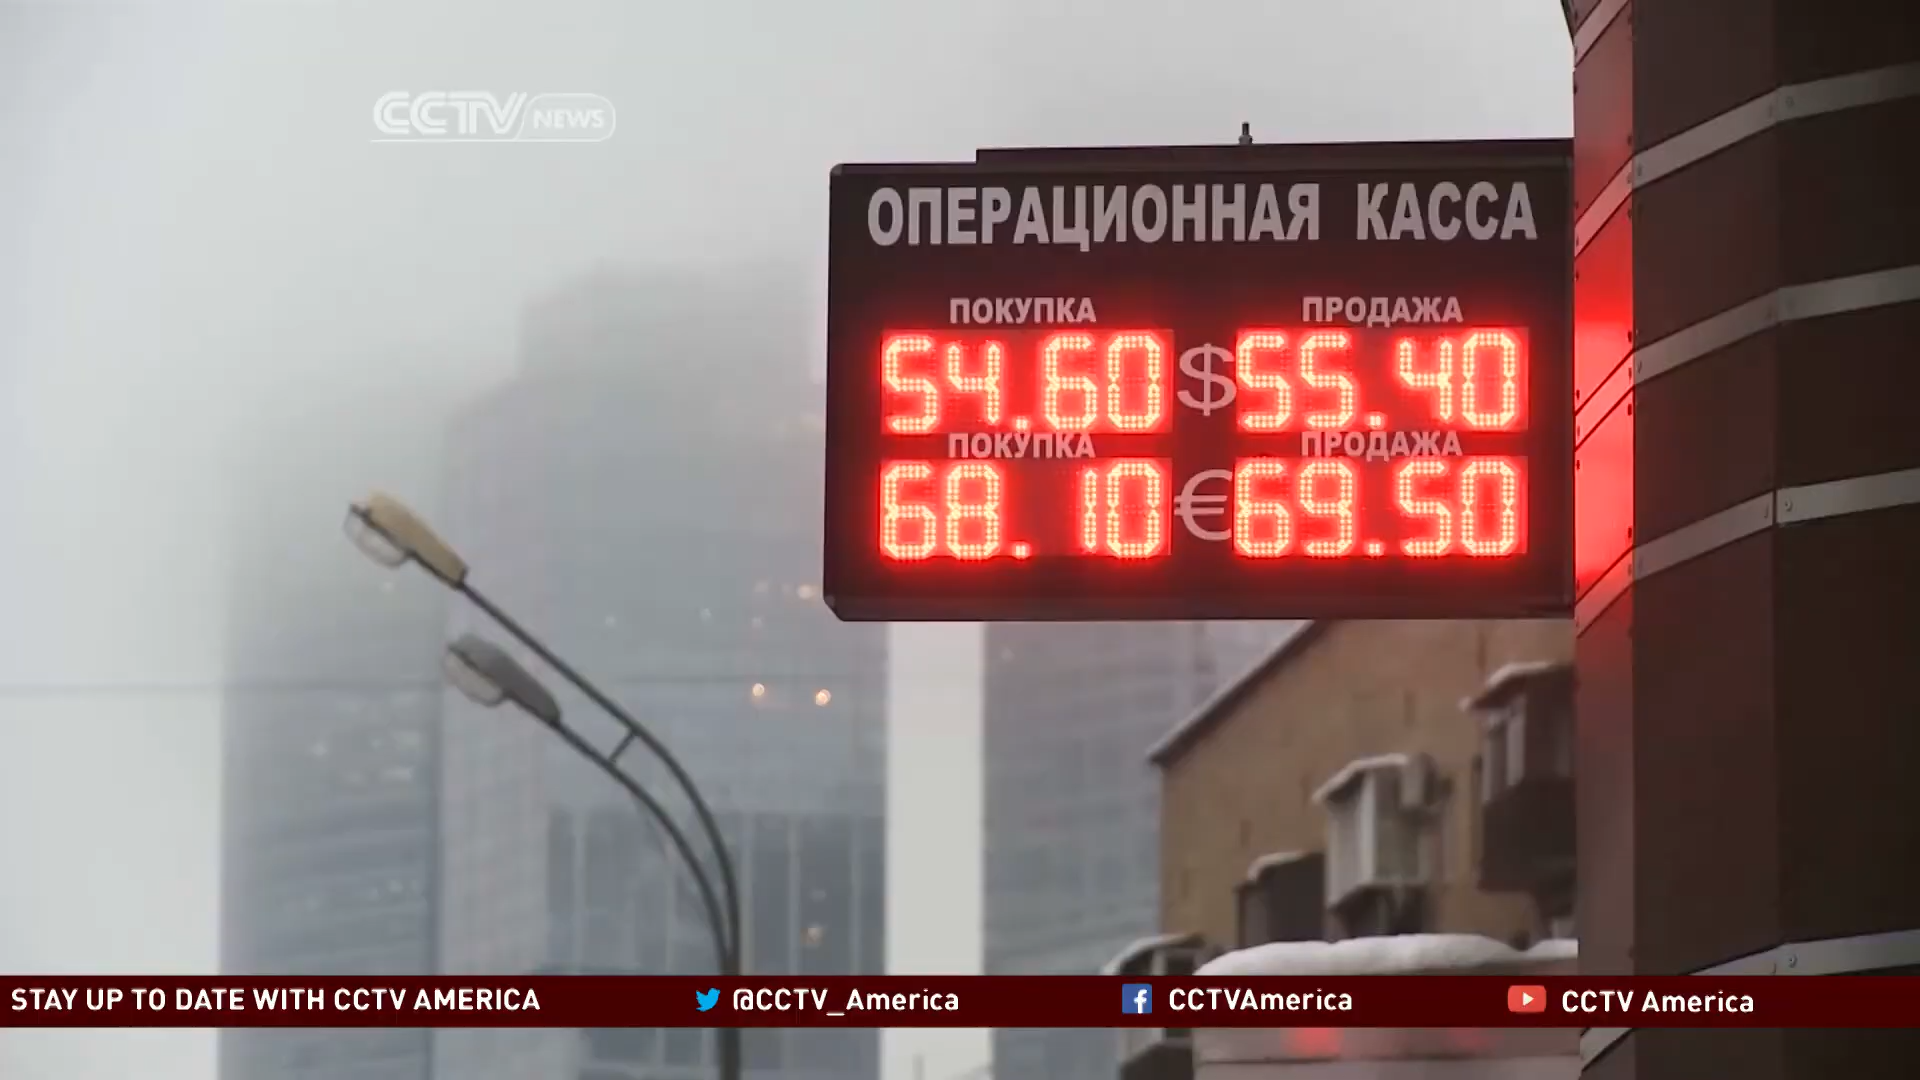 CCTV NEWS
ОПЕРАЦИОННАЯ КАССА
ПОКУПКА ПРОДАЖА
54.60 $ 55.40
ПОКУПКА ПРОДАЖА
68.10 € 69.50
STAY UP TO DATE WITH CCTV AMERICA @CCTV_America CCTVAmerica CCTV America